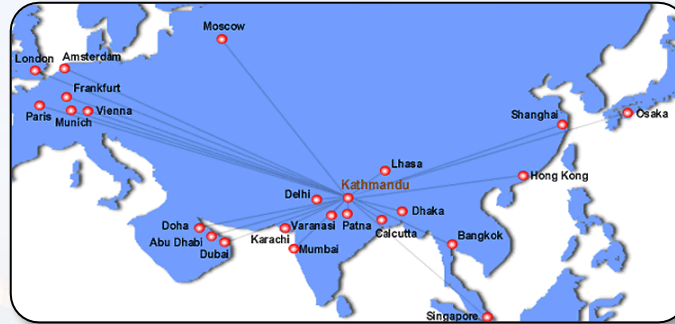 Moscow
London
Amsterdam
Frankfurt
Paris
Munich
Vienna
Shanghai
Osaka
Lhasa
Hong Kong
Kathmandu
Delhi
Dhaka
Doha
Varanasi
Patna
Calcutta
Abu Dhabi
Karachi
Bangkok
Dubai
Mumbai
Singapore